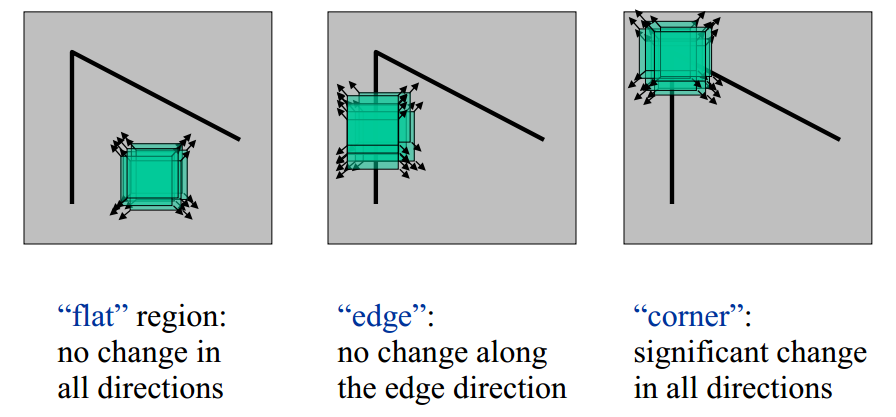 “flat” region:
no change in
all directions
“edge”:
no change along
the edge direction
“corner”:
significant change
in all directions